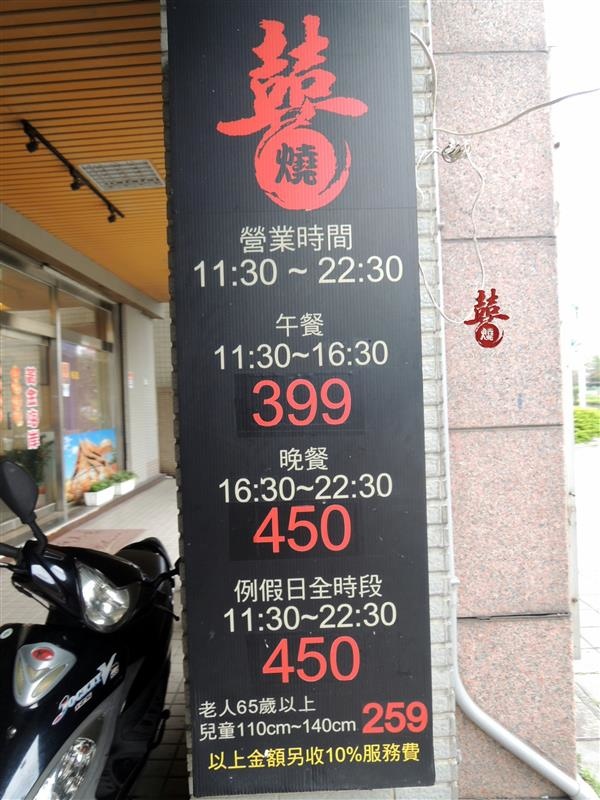 囍
燒
營業時間
11:30 ~ 22:30
午餐
11:30~16:30
399
晚餐
16:30~22:30
450
例假日全時段
11:30~22:30
450
老人65歲以上
兒童110cm~140cm 259
以上金額另收10%服務費
囍
燒